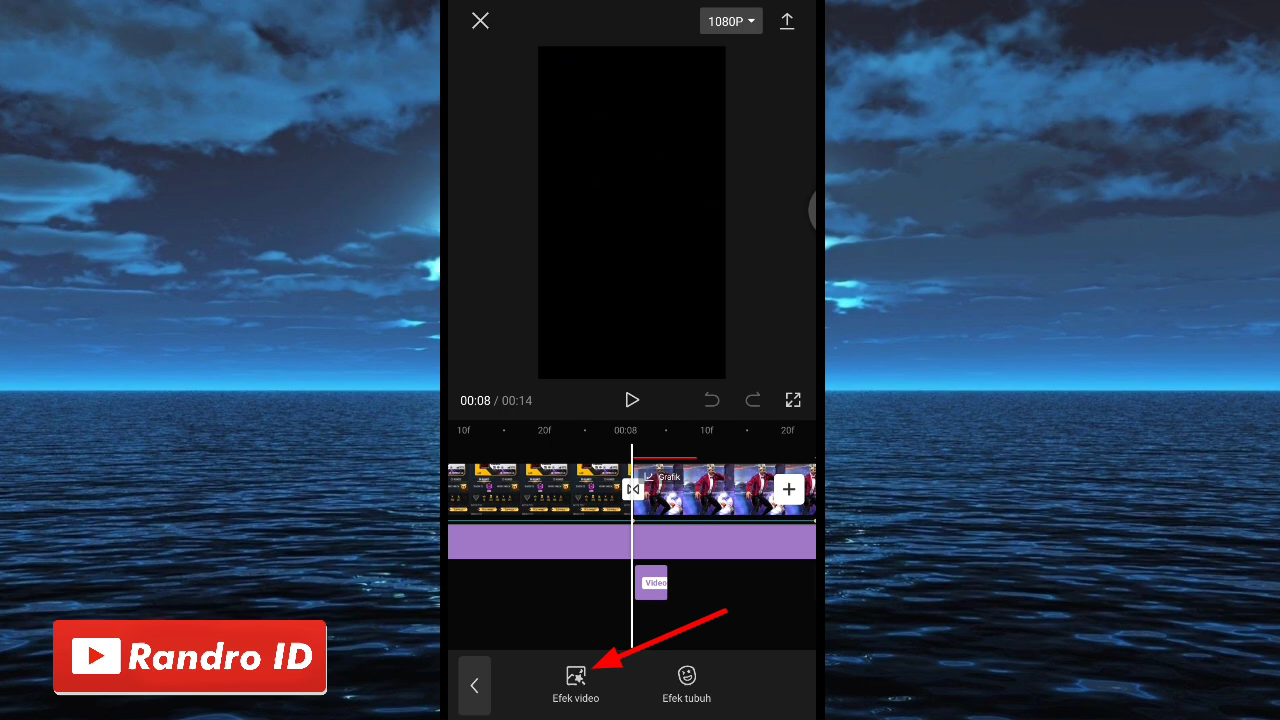 1080P
00:08 / 00:14
10f
20f
00:08
10f
20f
Grafik
Video
Efek video
Efek tubuh
Randro ID